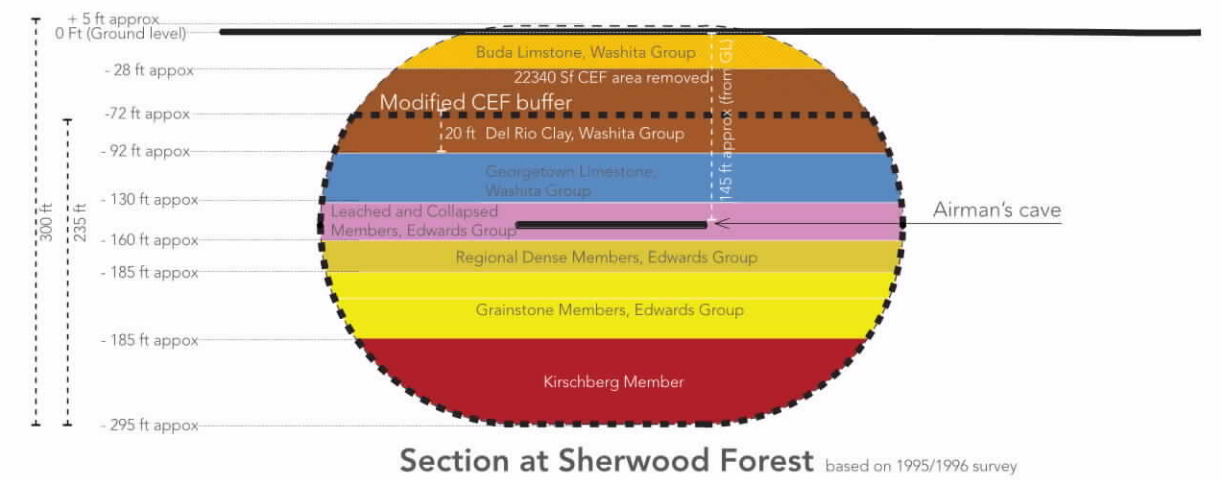 + 5 ft approx
0 Ft (Ground level)
Buda Limstone, Washita Group
- 28 ft appox
22340 Sf CEF area removed
Modified CEF buffer
-72 ft appox
20 ft Del Rio Clay, Washita Group
- 92 ft appox
145 ft approx (from GL)
Georgetown Limestone,
Washita Group
- 130 ft appox
Leached and Collapsed
Members, Edwards Group
Airman's cave
300 ft
235 ft
- 160 ft appox
Regional Dense Members, Edwards Group
- 185 ft appox
Grainstone Members, Edwards Group
- 185 ft appox
Kirschberg Member
-295 ft appox
Section at Sherwood Forest based on 1995/1996 survey